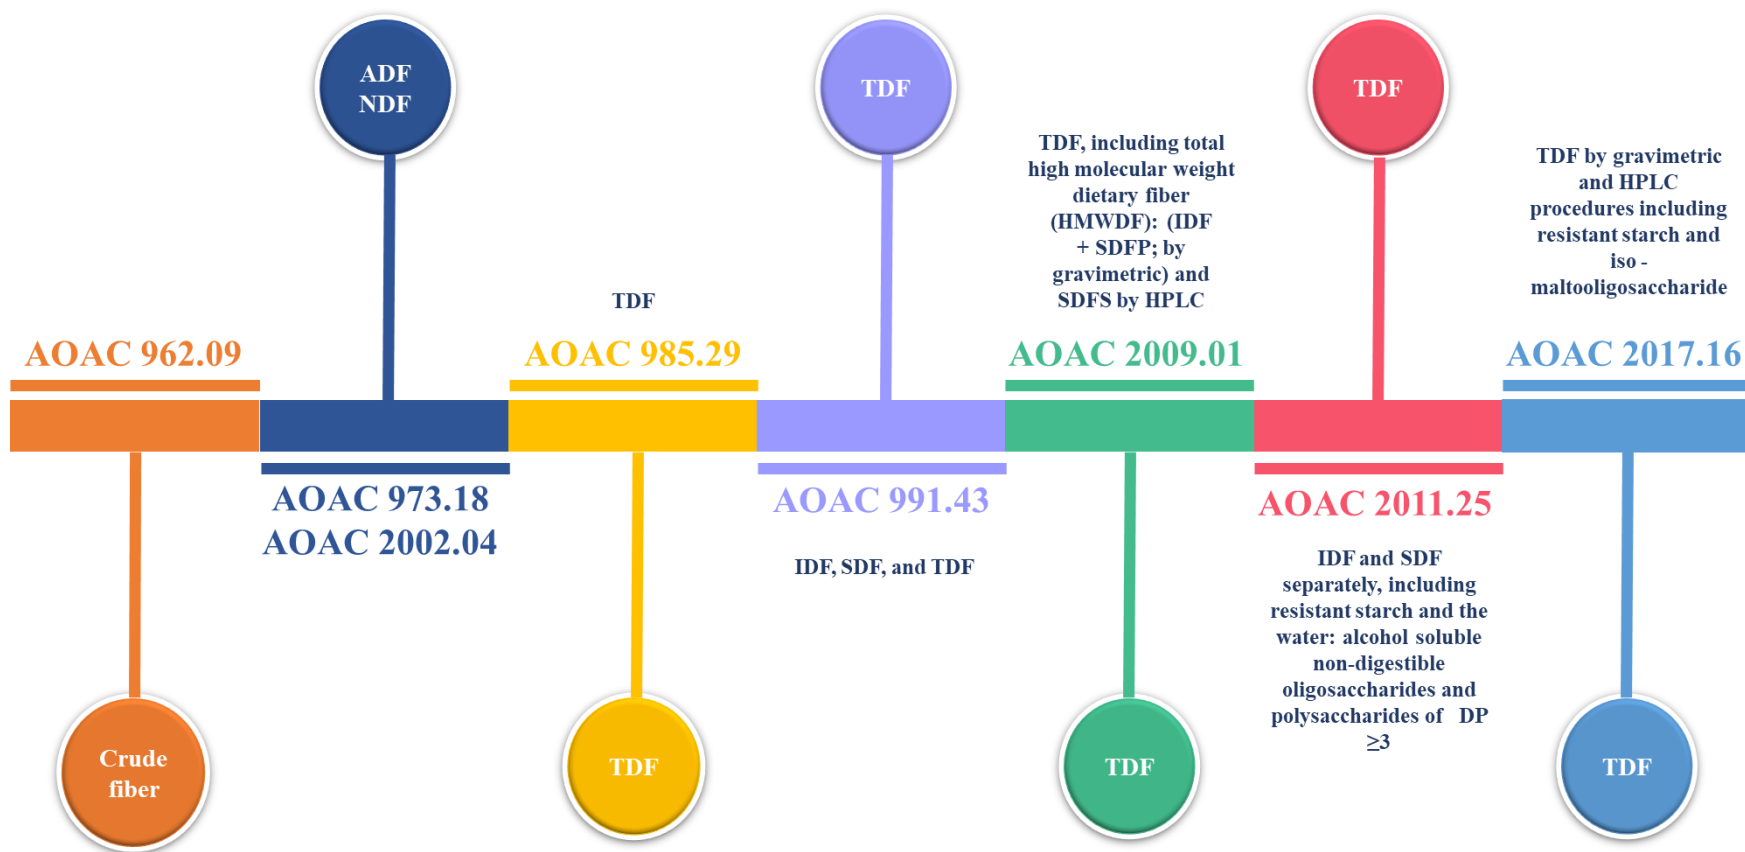 AOAC 962.09
Crude
fiber
ADF
NDF
AOAC 973.18
AOAC 2002.04
TDF
AOAC 985.29
TDF
TDF
AOAC 991.43
IDF, SDF, and TDF
TDF, including total
high molecular weight
dietary fiber
(HMWDF): (IDF
+ SDFP; by
gravimetric) and
SDFS by HPLC
AOAC 2009.01
TDF
TDF
AOAC 2011.25
IDF and SDF
separately, including
resistant starch and the
water: alcohol soluble
non-digestible
oligosaccharides and
polysaccharides of DP
≥3
TDF by gravimetric
and HPLC
procedures including
resistant starch and
iso -
maltooligosaccharide
AOAC 2017.16
TDF